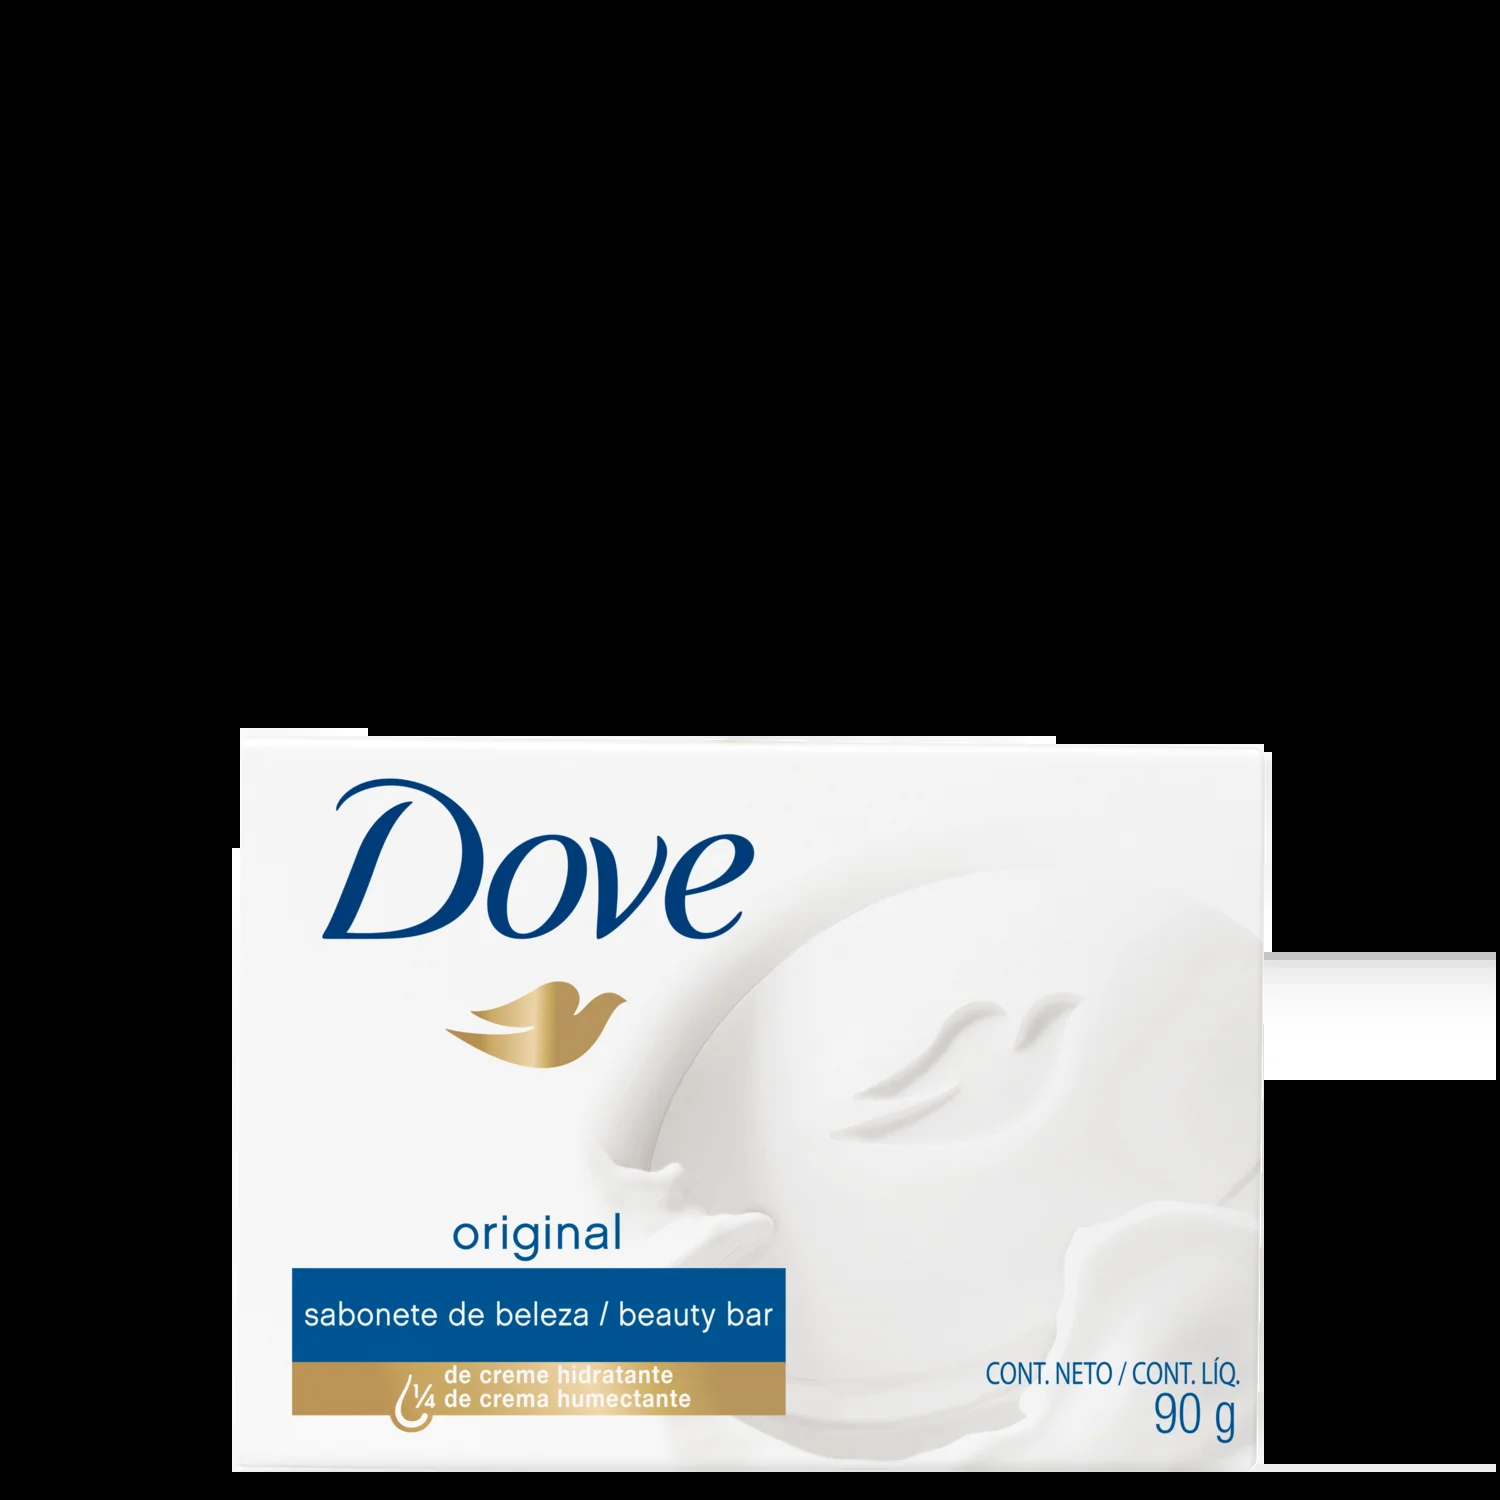 Dove
original
sabonete de beleza / beauty bar
¼ de creme hidratante
de crema humectante
CONT. NETO / CONT. LÍQ.
90 g